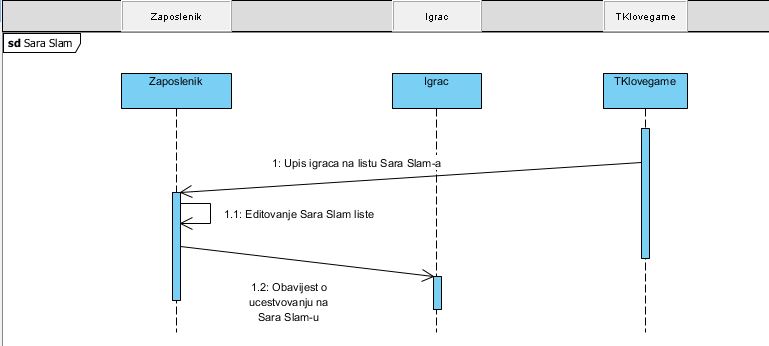 Zaposlenik Igrac TKlovegame
sd Sara Slam
Zaposlenik Igrac TKlovegame
1: Upis igraca na listu Sara Slam-a
1.1: Editovanje Sara Slam liste
1.2: Obavijest o
ucestvovanju na
Sara Slam-u